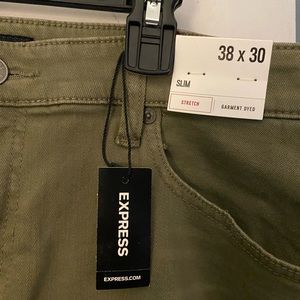 38 x 30
SLIM
STRETCH
GARMENT DYED
EXPRESS
EXPRESS.COM